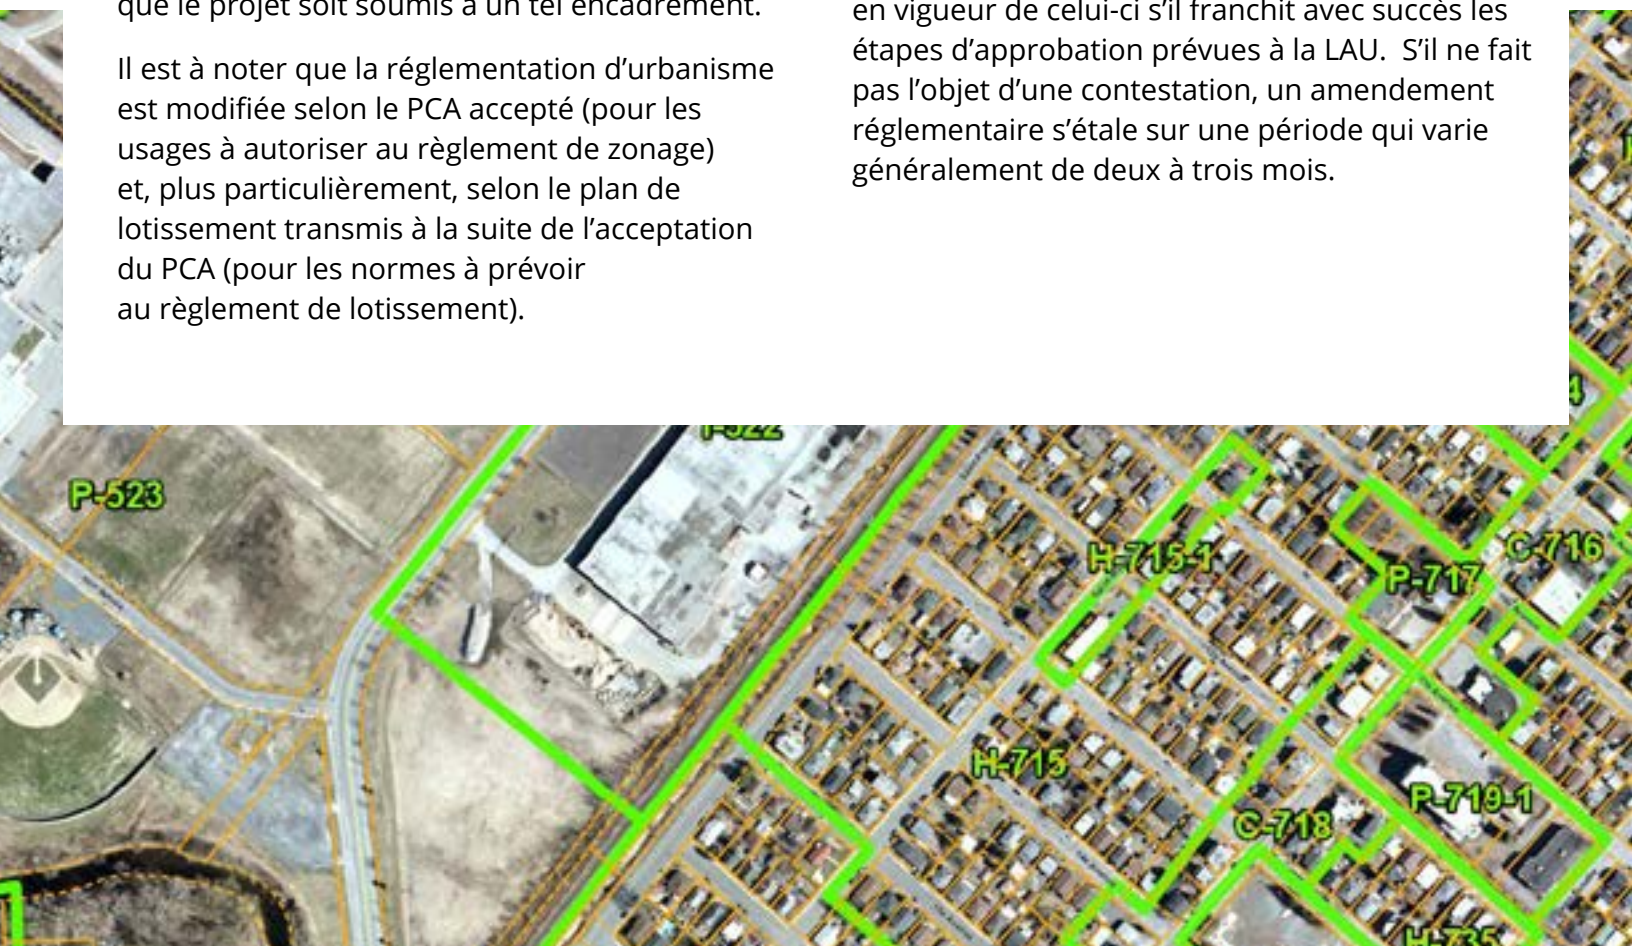 que le projet soit soumis à un tel encadrement.
Il est à noter que la réglementation d’urbanisme
est modifiée selon le PCA accepté (pour les
usages à autoriser au règlement de zonage)
et, plus particulièrement, selon le plan de
lotissement transmis à la suite de l’acceptation
du PCA (pour les normes à prévoir
au règlement de lotissement).
en vigueur de celui-ci s’il franchit avec succès les
étapes d’approbation prévues à la LAU.  S’il ne fait
pas l’objet d’une contestation, un amendement
réglementaire s’étale sur une période qui varie
généralement de deux à trois mois.
I-522
P-523
H-715-1
C-716
P-717
H-715
P-719-1
C-718
H-735